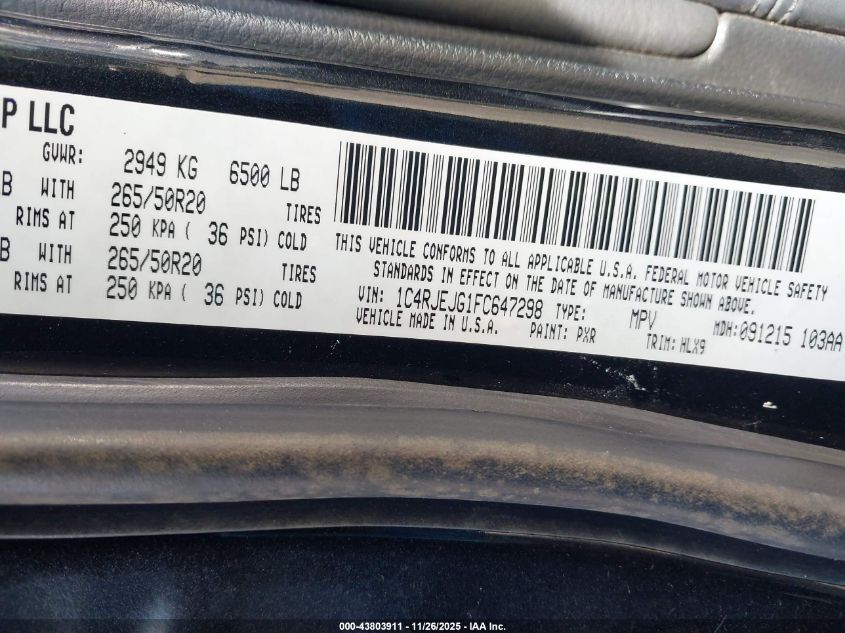 P LLC
GVWR: 2949 KG 6500 LB
B WITH 265/50R20 TIRES
RIMS AT 250 KPA ( 36 PSI) COLD
B WITH 265/50R20 TIRES
RIMS AT 250 KPA ( 36 PSI) COLD
THIS VEHICLE CONFORMS TO ALL APPLICABLE U.S.A. FEDERAL MOTOR VEHICLE SAFETY
STANDARDS IN EFFECT ON THE DATE OF MANUFACTURE SHOWN ABOVE.
VIN: 1C4RJEJG1FC647298 TYPE: MPV MDH:091215 103AA
VEHICLE MADE IN U.S.A. PAINT: PXR TRIM: HLX9
000-43803911 - 11/26/2025 - IAA Inc.